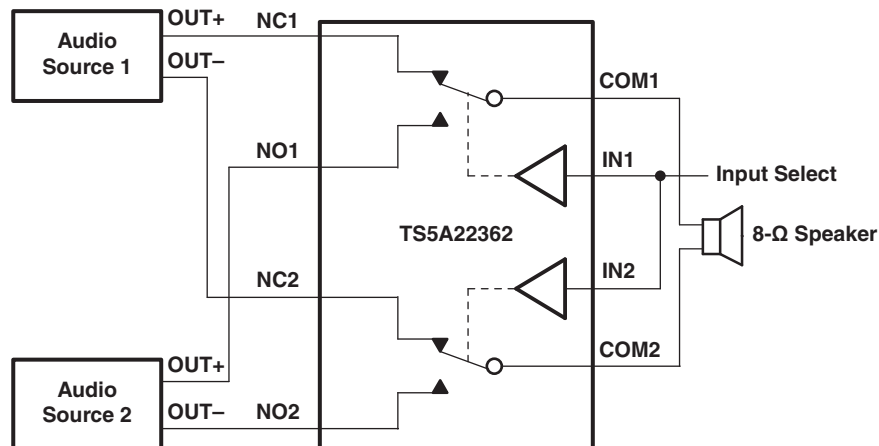 OUT+
NC1
Audio
Source 1
OUT–
COM1
NO1
IN1
Input Select
TS5A22362
8-Ω Speaker
IN2
NC2
COM2
OUT+
Audio
Source 2
OUT–
NO2